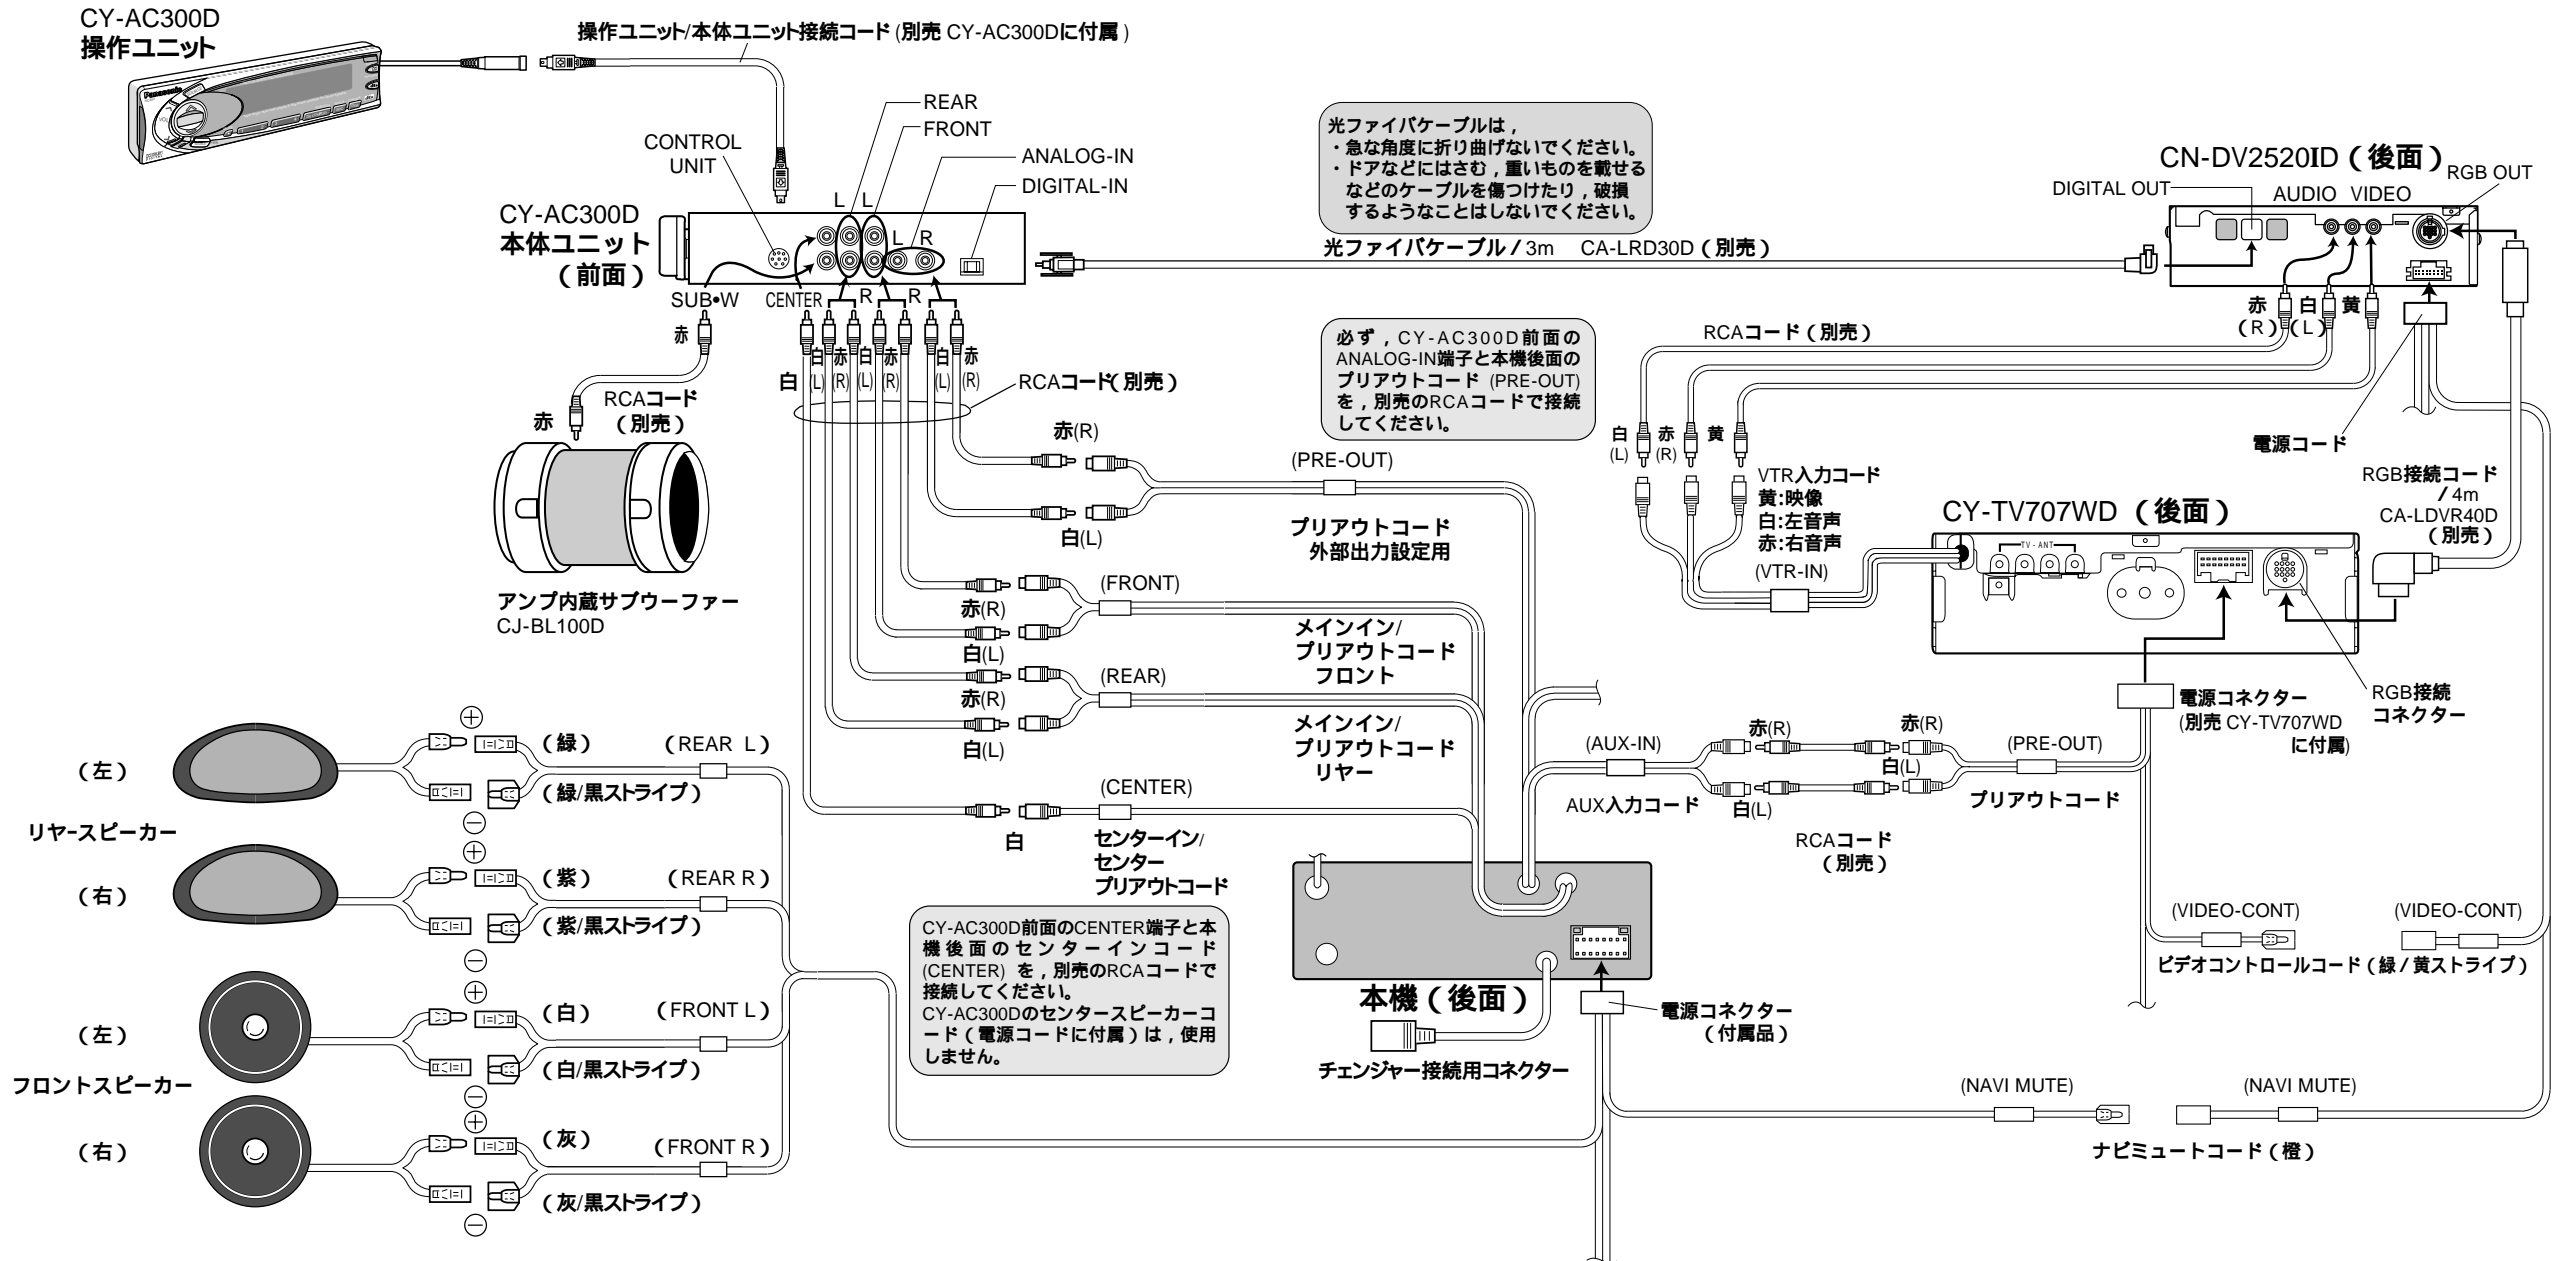 CY-AC300D
操作ユニット
Panasonic
操作ユニット/本体ユニット接続コード (別売 CY-AC300Dに付属 )
REAR
FRONT
ANALOG-IN
DIGITAL-IN
CONTROL
UNIT
L L
L R
CY-AC300D
本体ユニット
(前面)
SUB•W
CENTER
R
R
赤
RCAコード
(別売)
赤
アンプ内蔵サブウーファー
CJ-BL100D
白
白
(L)
赤
(R)
白
(L)
赤
(R)
白
(L)
赤
(R)
RCAコード(別売)
光ファイバケーブルは,
・急な角度に折り曲げないでください。
・ドアなどにはさむ,重いものを載せる
などのケーブルを傷つけたり,破損
するようなことはしないでください。
光ファイバケーブル / 3m CA-LRD30D(別売)
必ず,CY-AC300D前面の
ANALOG-IN端子と本機後面の
プリアウトコード (PRE-OUT)
を,別売のRCAコードで接続
してください。
CN-DV2520ID(後面)
DIGITAL OUT
AUDIO VIDEO
RGB OUT
赤
(R)
白
(L)
黄
RCAコード(別売)
電源コード
白
(L)
赤
(R)
黄
VTR入力コード
黄:映像
白:左音声
赤:右音声
(VTR-IN)
RGB接続コード
/ 4m
CA-LDVR40D
(別売)
CY-TV707WD (後面)
TV-ANT
電源コネクター
(別売 CY-TV707WD
に付属)
RGB接続
コネクター
赤(R)
白(L)
(PRE-OUT)
プリアウトコード
外部出力設定用
(FRONT)
赤(R)
白(L)
メインイン/
プリアウトコード
フロント
(REAR)
赤(R)
白(L)
メインイン/
プリアウトコード
リヤー
(CENTER)
白
センターイン/
センター
プリアウトコード
(AUX-IN)
AUX入力コード
赤(R)
白(L)
赤(R)
白(L)
RCAコード
(別売)
(PRE-OUT)
プリアウトコード
(左)
リヤースピーカー
(右)
(左)
フロントスピーカー
(右)
+
(緑)
(REAR L)
(緑/黒ストライプ)
−
+
(紫)
(REAR R)
(紫/黒ストライプ)
−
+
(白)
(FRONT L)
(白/黒ストライプ)
−
+
(灰)
(FRONT R)
(灰/黒ストライプ)
−
CY-AC300D前面のCENTER端子と本
機後面のセンターインコード
(CENTER) を,別売のRCAコードで
接続してください。
CY-AC300Dのセンタースピーカーコ
ード(電源コードに付属)は,使用
しません。
本機(後面)
チェンジャー接続用コネクター
電源コネクター
(付属品)
(VIDEO-CONT)
(VIDEO-CONT)
ビデオコントロールコード(緑 / 黄ストライプ)
(NAVI MUTE)
(NAVI MUTE)
ナビミュートコード(橙)